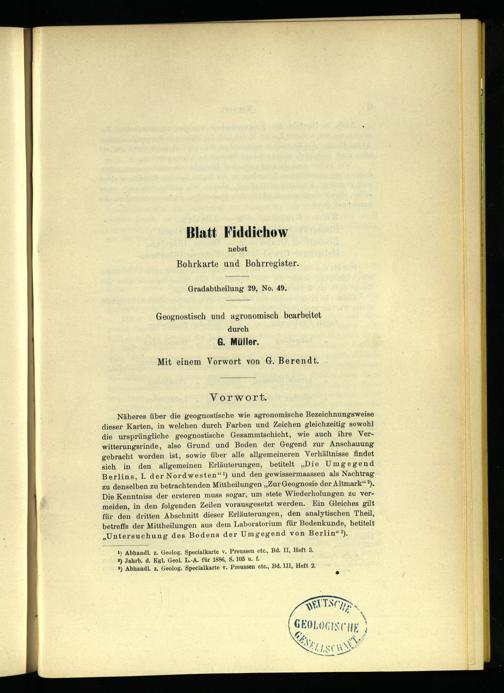 Blatt Fiddichow
nebst
Bohrkarte und Bohrregister.
Gradabtheilung 29, No. 49.
Geognostisch und agronomisch bearbeitet
durch
G. Müller.
Mit einem Vorwort von G. Berendt.
Vorwort.
Näheres über die geognostische wie agronomische Bezeichnungsweise
dieser Karten, in welchen durch Farben und Zeichen gleichzeitig sowohl
die ursprüngliche geognostische Gesammtschicht, wie auch ihre Ver-
witterungsrinde, also Grund und Boden der Gegend zur Anschauung
gebracht worden ist, sowie über alle allgemeineren Verhältnisse findet
sich in den allgemeinen Erläuterungen, betitelt „Die Umgegend
Berlins, I. der Nordwesten“¹) und den gewissermaassen als Nachtrag
zu denselben zu betrachtenden Mittheilungen „Zur Geognosie der Altmark“²).
Die Kenntniss der ersteren muss sogar, um stete Wiederholungen zu ver-
meiden, in den folgenden Zeilen vorausgesetzt werden. Ein Gleiches gilt
für den dritten Abschnitt dieser Erläuterungen, den analytischen Theil,
betreffs der Mittheilungen aus dem Laboratorium für Bodenkunde, betitelt
„Untersuchung des Bodens der Umgegend von Berlin“³).
¹) Abhandl. z. Geolog. Specialkarte v. Preussen etc., Bd. II, Heft 3.
²) Jahrb. d. Kgl. Geol. L.-A. für 1886, S. 105 u. f.
³) Abhandl. z. Geolog. Specialkarte v. Preussen etc., Bd. III, Heft 2.
DEUTSCHE
GEOLOGISCHE
GESELLSCHAFT.